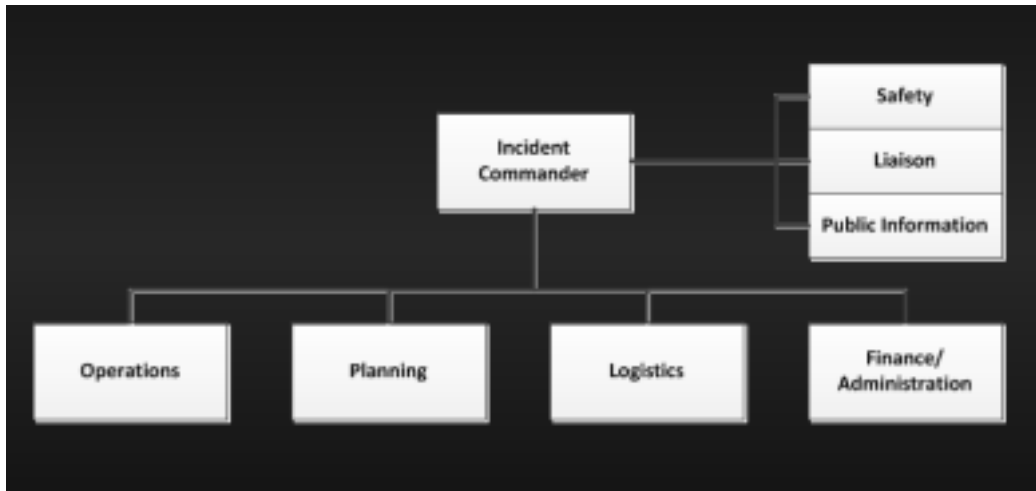 Safety
Incident
Commander
Liaison
Public Information
Operations
Planning
Logistics
Finance/
Administration